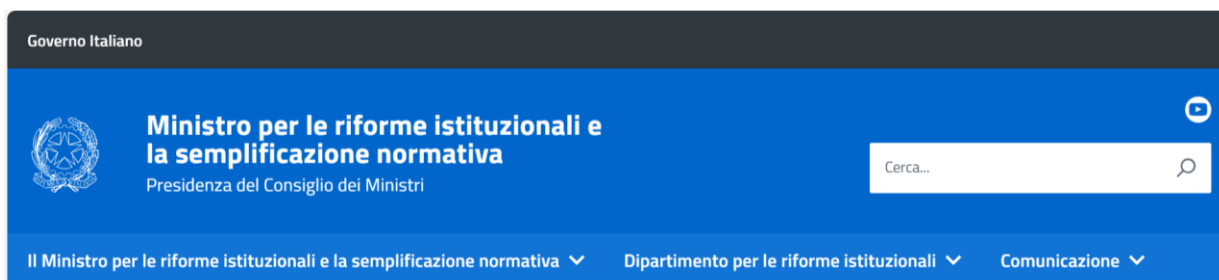 Governo Italiano
Ministro per le riforme istituzionali e
la semplificazione normativa
Presidenza del Consiglio dei Ministri
Cerca...
Il Ministro per le riforme istituzionali e la semplificazione normativa
Dipartimento per le riforme istituzionali
Comunicazione